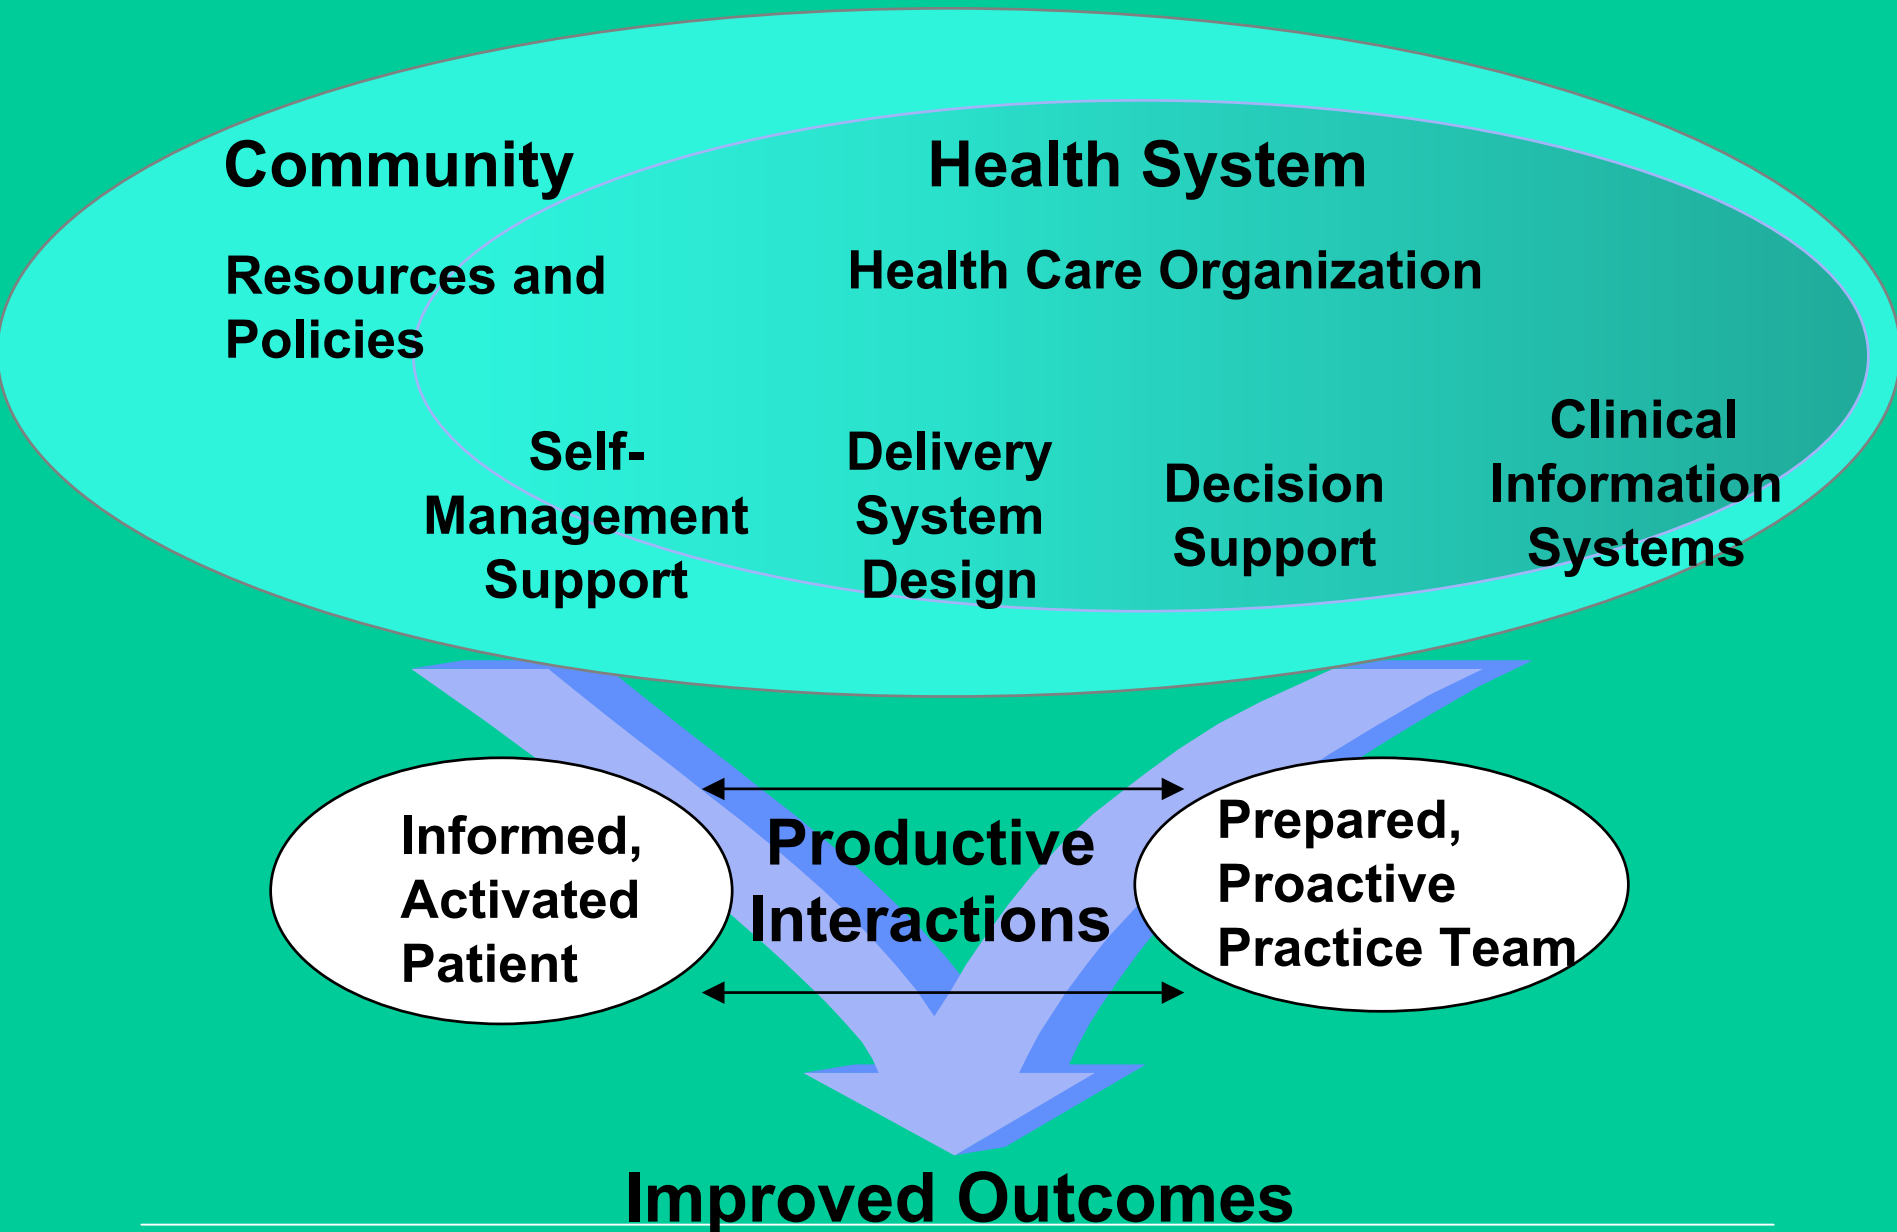 Community
Health System
Resources and
Policies
Health Care Organization
Self-
Management
Support
Delivery
System
Design
Decision
Support
Clinical
Information
Systems
Informed,
Activated
Patient
Productive
Interactions
Prepared,
Proactive
Practice Team
Improved Outcomes